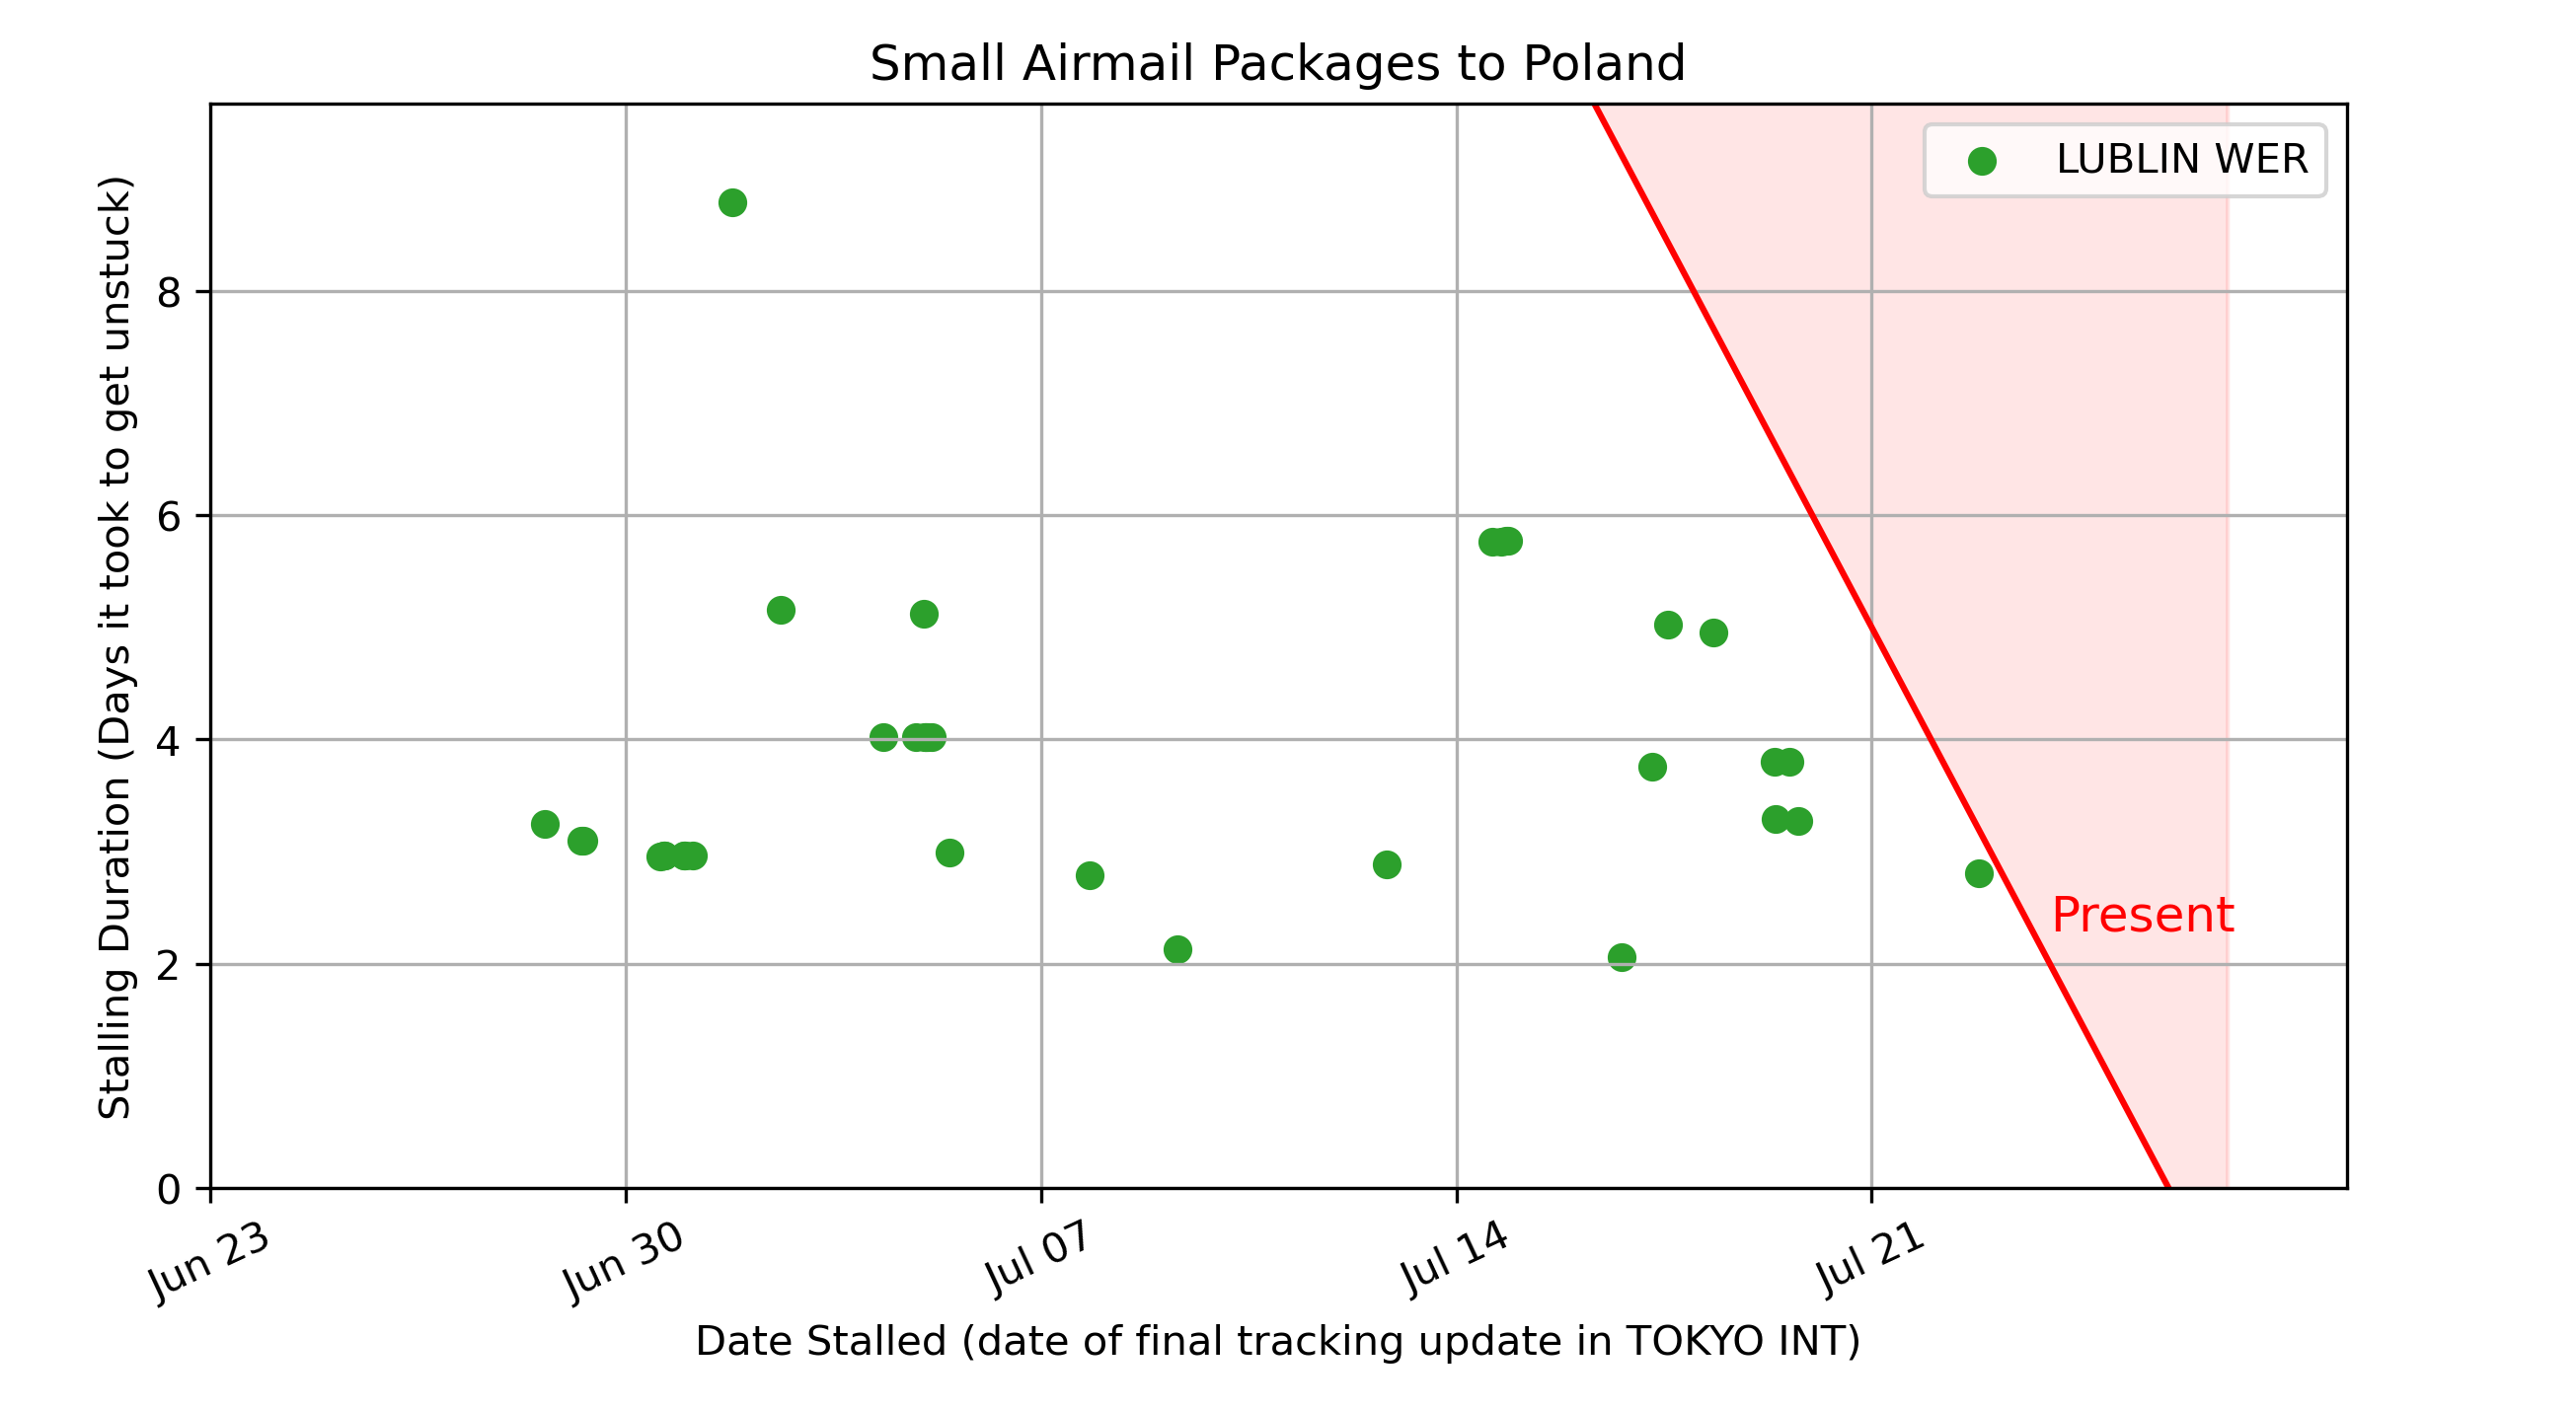 Small Airmail Packages to Poland
LUBLIN WER
Stalling Duration (Days it took to get unstuck)
8
6
4
2
0
Present
Jun 23
Jun 30
Jul 07
Jul 14
Jul 21
Date Stalled (date of final tracking update in TOKYO INT)